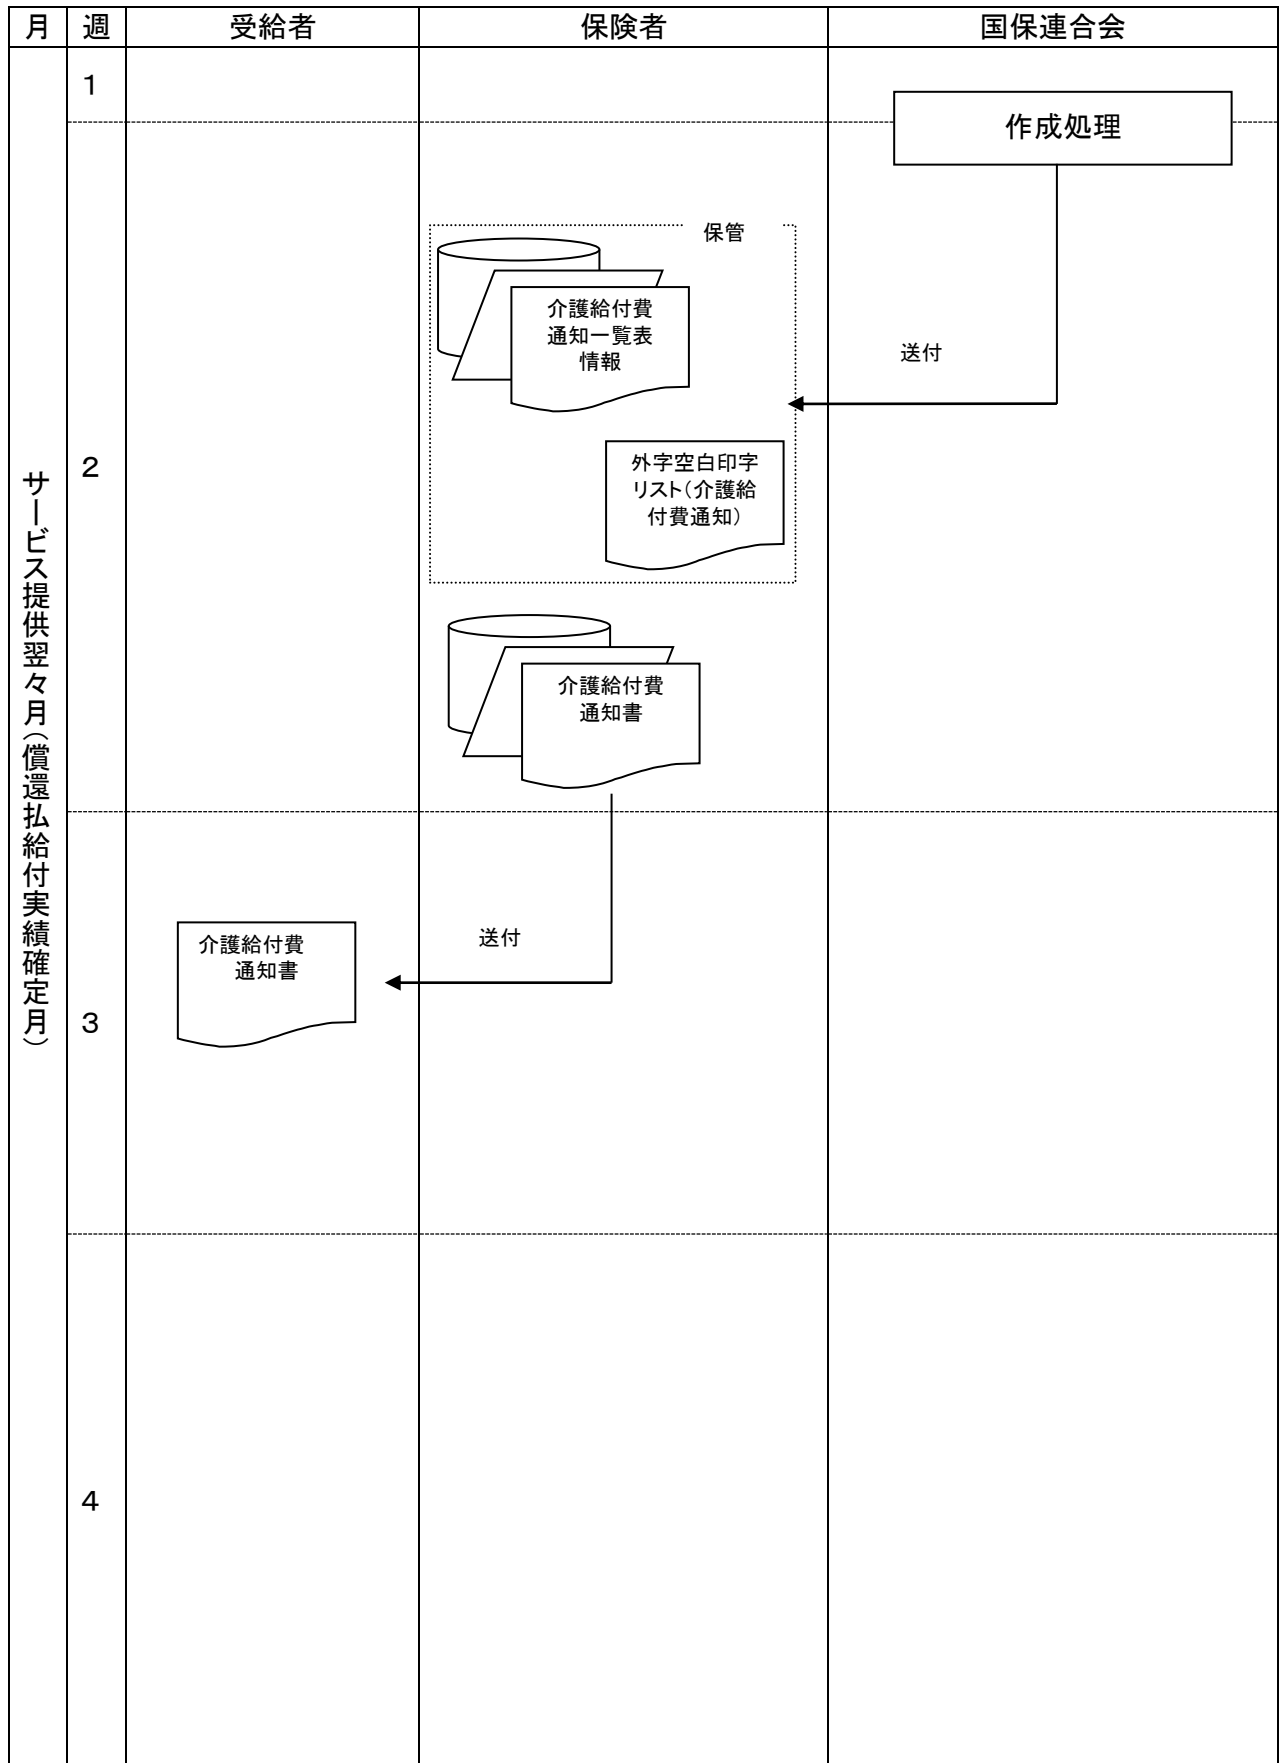 月 週 受給者 保険者 国保連合会
サービス提供翌々月（償還払給付実績確定月）
１
作成処理
２
保管
介護給付費
通知一覧表
情報
送付
外字空白印字
リスト（介護給
付費通知）
介護給付費
通知書
３
介護給付費
通知書
送付
４